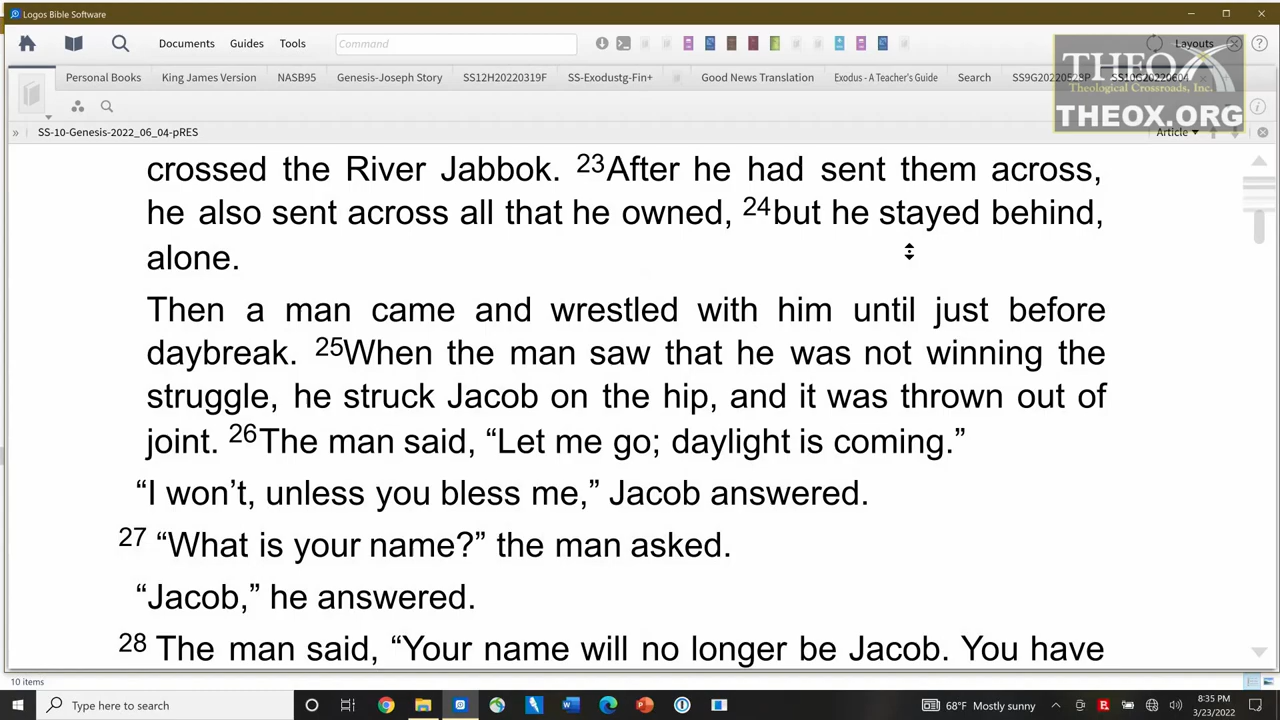 Logos Bible Software
Documents Guides Tools Command Layouts
THEOX
Theological Crossroads, Inc.
THEOX.ORG
Personal Books King James Version NASB95 Genesis-Joseph Story SS12H20220319F SS-Exodustg-Fin+ Good News Translation Exodus - A Teacher's Guide Search SS9G20220528P SS10G20220604
SS-10-Genesis-2022_06_04-pRES Article
crossed the River Jabbok. 23After he had sent them across,
he also sent across all that he owned, 24but he stayed behind,
alone.
Then a man came and wrestled with him until just before
daybreak. 25When the man saw that he was not winning the
struggle, he struck Jacob on the hip, and it was thrown out of
joint. 26The man said, “Let me go; daylight is coming.”
“I won’t, unless you bless me,” Jacob answered.
27 “What is your name?” the man asked.
“Jacob,” he answered.
28 The man said, “Your name will no longer be Jacob. You have
10 items
Type here to search 68°F Mostly sunny 8:35 PM
3/23/2022